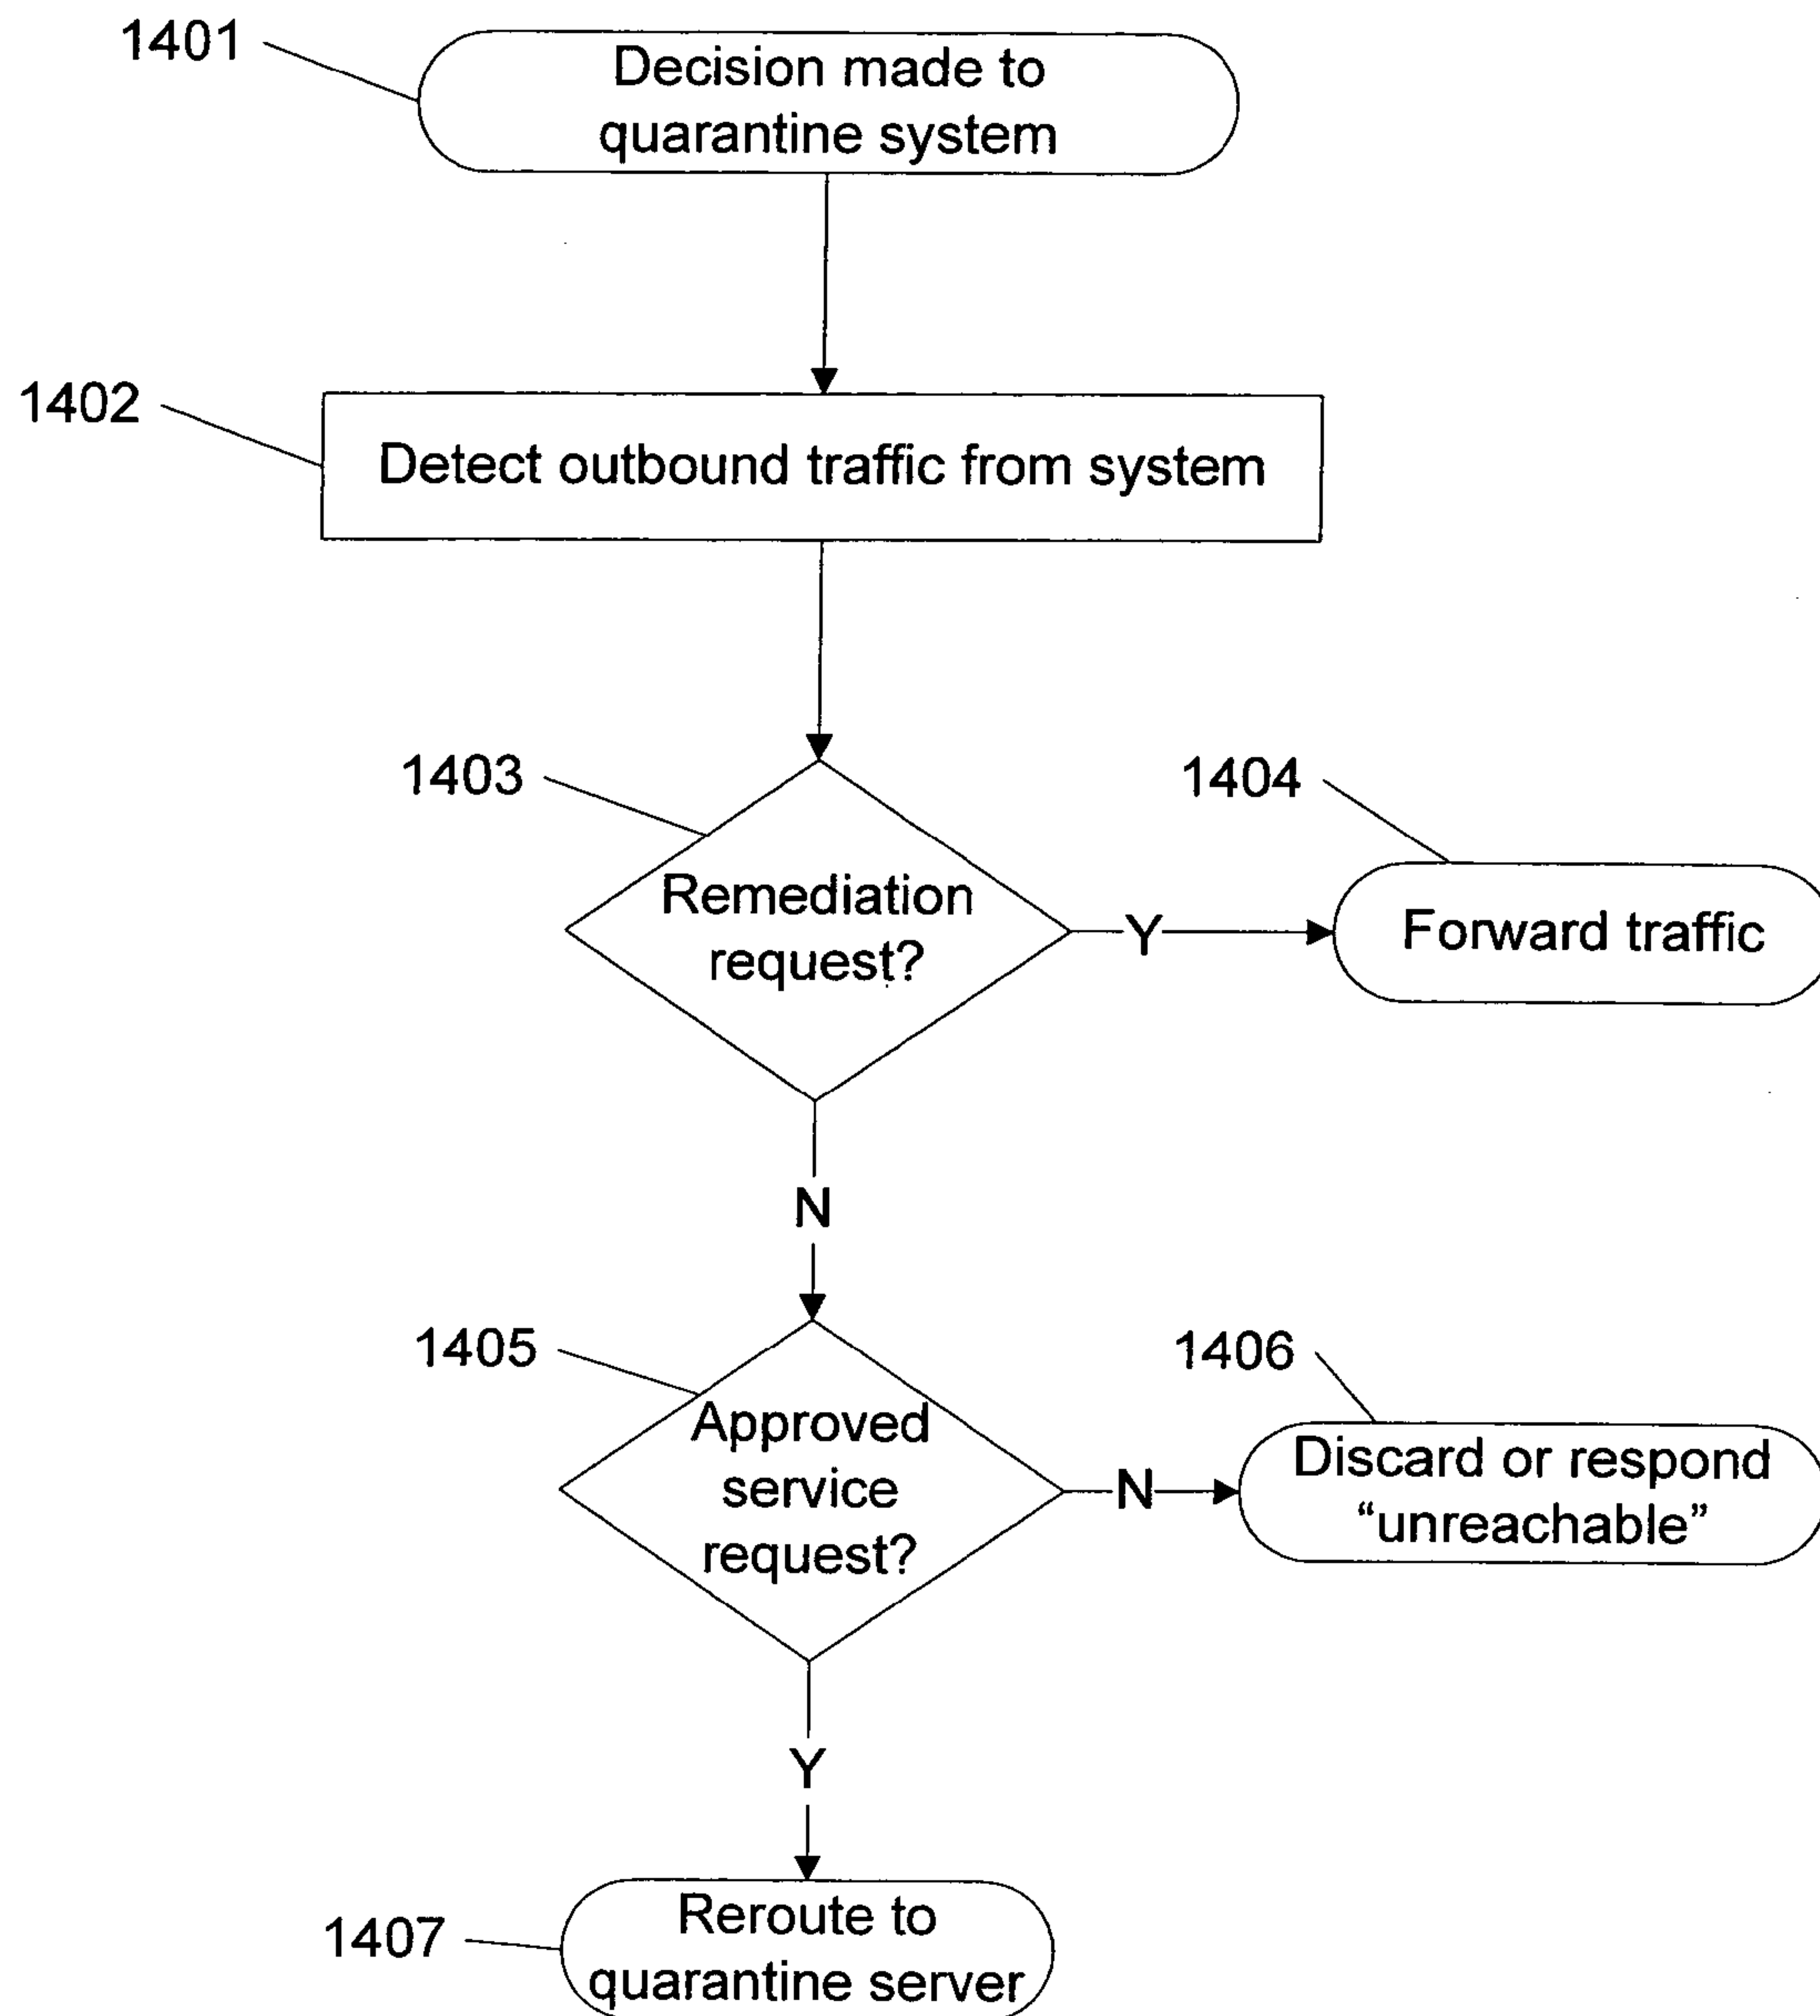 1401
Decision made to
quarantine system
1402
Detect outbound traffic from system
1403
Remediation
request?
Y
1404
Forward traffic
N
1405
Approved
service
request?
N
1406
Discard or respond
“unreachable”
Y
1407
Reroute to
quarantine server